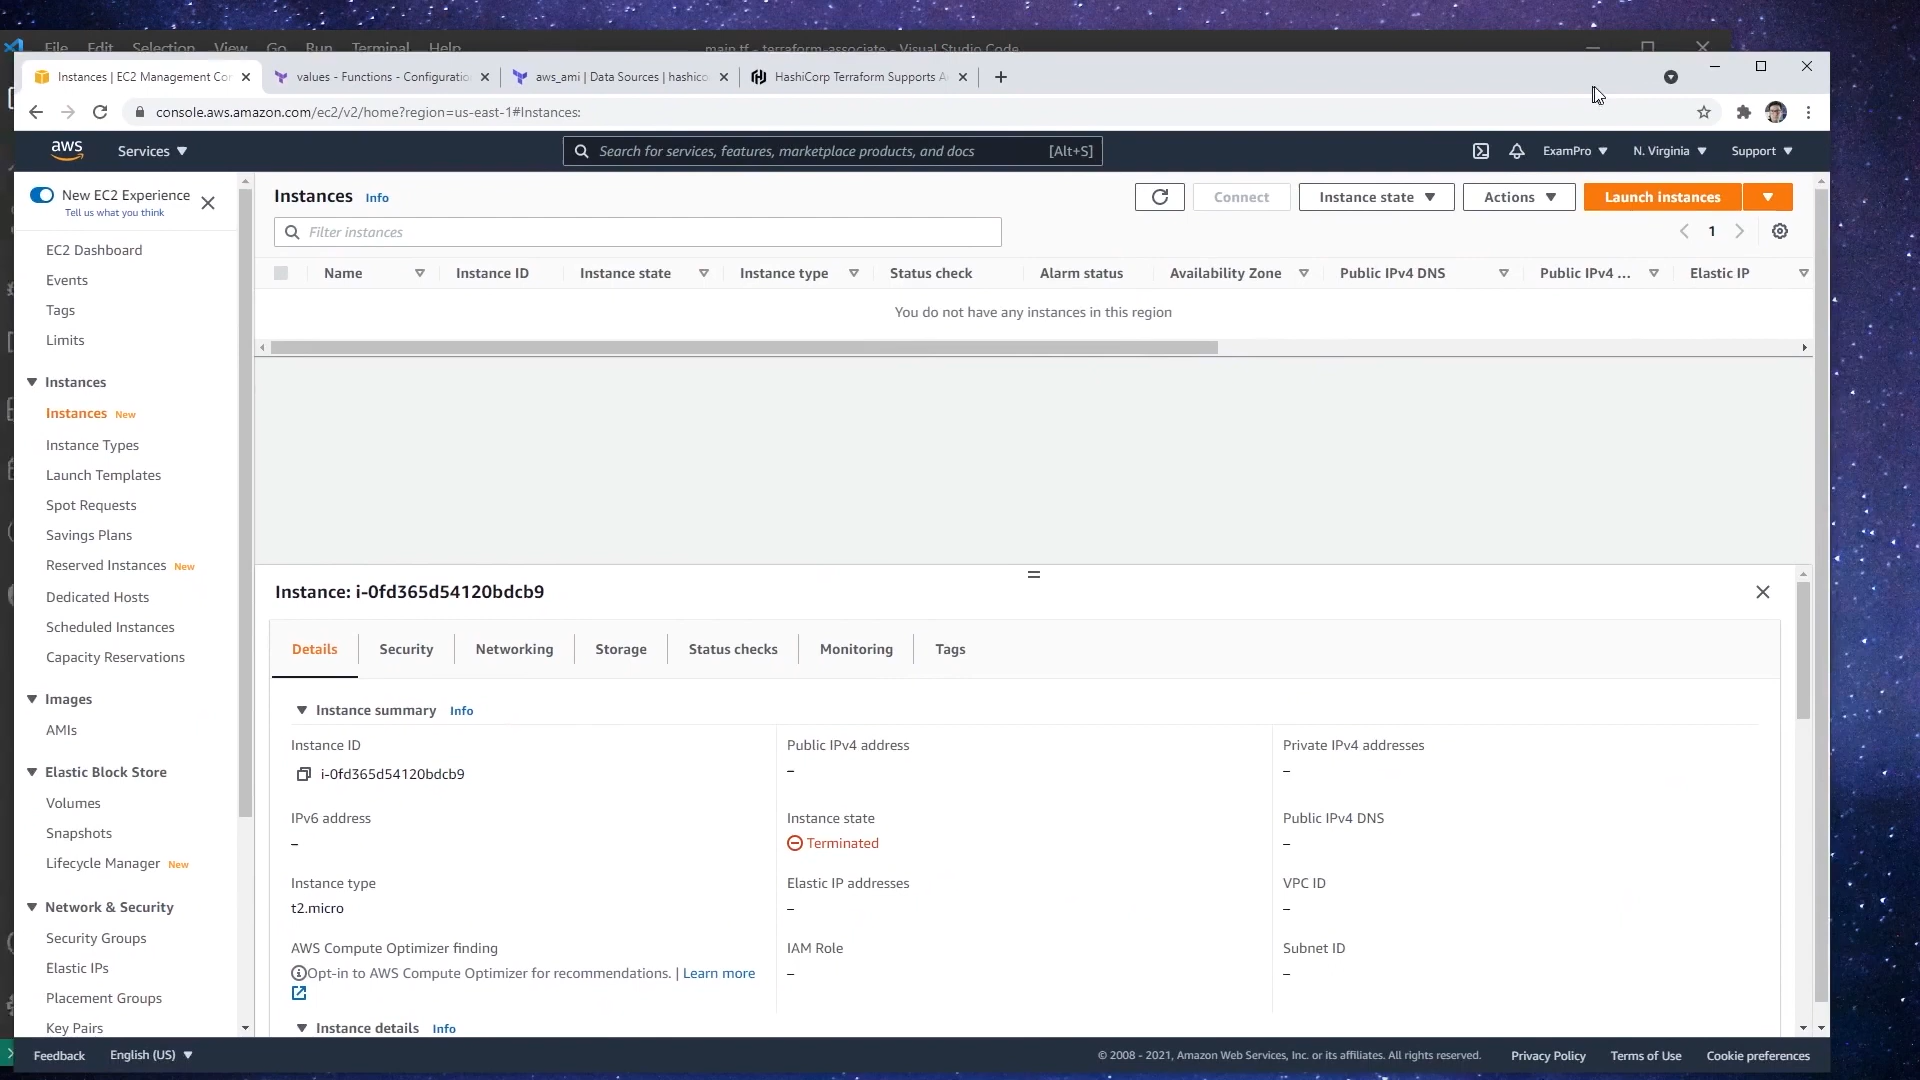 File Edit Selection View Go Run Terminal Help
main.tf - terraform-associate - Visual Studio Code
Instances | EC2 Management Con
values - Functions - Configuratio
aws_ami | Data Sources | hashico
HashiCorp Terraform Supports A
console.aws.amazon.com/ec2/v2/home?region=us-east-1#Instances:
aws
Services
Search for services, features, marketplace products, and docs [Alt+S]
ExamPro
N. Virginia
Support
New EC2 Experience
Tell us what you think
EC2 Dashboard
Events
Tags
Limits
Instances
Instances New
Instance Types
Launch Templates
Spot Requests
Savings Plans
Reserved Instances New
Dedicated Hosts
Scheduled Instances
Capacity Reservations
Images
AMIs
Elastic Block Store
Volumes
Snapshots
Lifecycle Manager New
Network & Security
Security Groups
Elastic IPs
Placement Groups
Key Pairs
Instances Info
Connect
Instance state
Actions
Launch instances
Filter instances
1
Name Instance ID Instance state Instance type Status check Alarm status Availability Zone Public IPv4 DNS Public IPv4 ... Elastic IP
You do not have any instances in this region
Instance: i-0fd365d54120bdcb9
Details Security Networking Storage Status checks Monitoring Tags
Instance summary Info
Instance ID
i-0fd365d54120bdcb9
Public IPv4 address
–
Private IPv4 addresses
–
IPv6 address
–
Instance state
Terminated
Public IPv4 DNS
–
Instance type
t2.micro
Elastic IP addresses
–
VPC ID
–
AWS Compute Optimizer finding
Opt-in to AWS Compute Optimizer for recommendations. | Learn more
IAM Role
–
Subnet ID
–
Instance details Info
Feedback
English (US)
© 2008 - 2021, Amazon Web Services, Inc. or its affiliates. All rights reserved.
Privacy Policy
Terms of Use
Cookie preferences